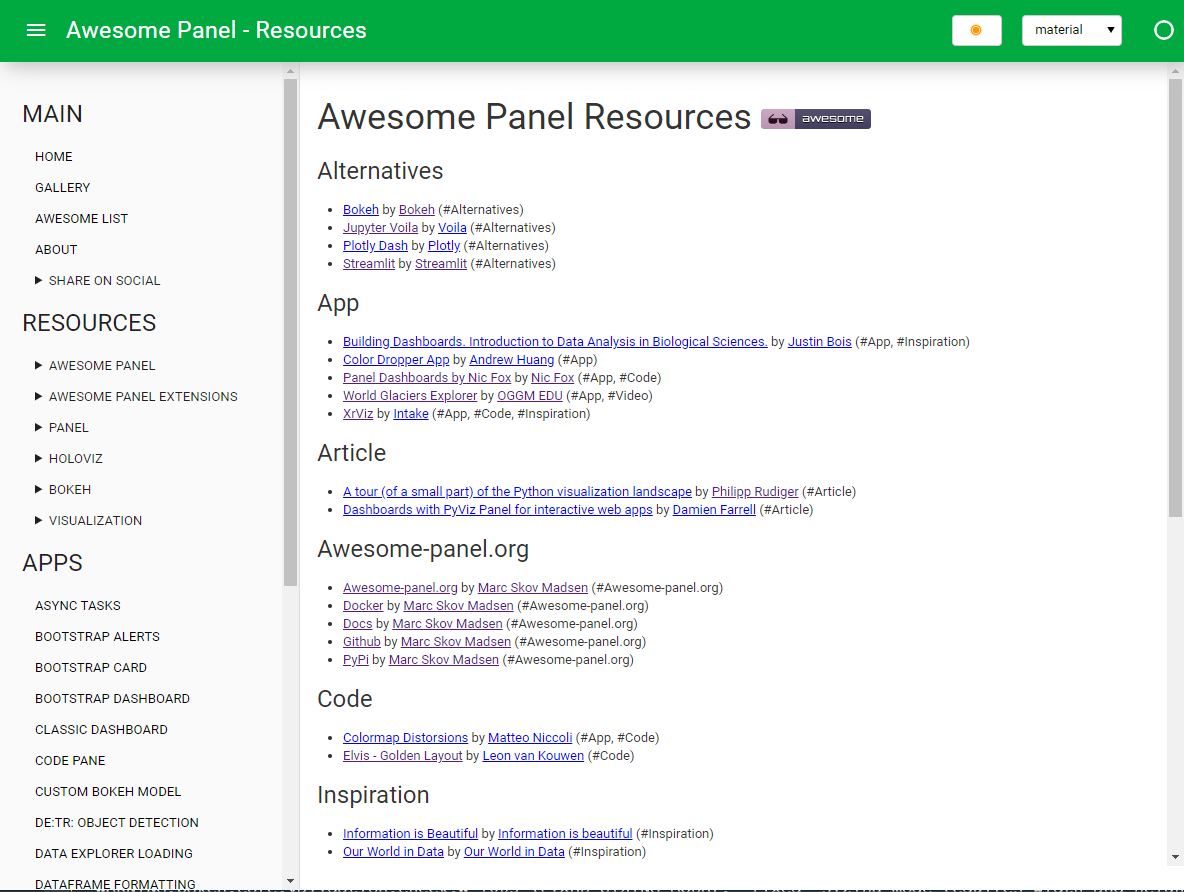 Awesome Panel - Resources
material
MAIN
HOME
GALLERY
AWESOME LIST
ABOUT
SHARE ON SOCIAL
RESOURCES
AWESOME PANEL
AWESOME PANEL EXTENSIONS
PANEL
HOLOVIZ
BOKEH
VISUALIZATION
APPS
ASYNC TASKS
BOOTSTRAP ALERTS
BOOTSTRAP CARD
BOOTSTRAP DASHBOARD
CLASSIC DASHBOARD
CODE PANE
CUSTOM BOKEH MODEL
DE:TR: OBJECT DETECTION
DATA EXPLORER LOADING
DATAFRAME FORMATTING
Awesome Panel Resources awesome
Alternatives
Bokeh by Bokeh (#Alternatives)
Jupyter Voila by Voila (#Alternatives)
Plotly Dash by Plotly (#Alternatives)
Streamlit by Streamlit (#Alternatives)
App
Building Dashboards. Introduction to Data Analysis in Biological Sciences. by Justin Bois (#App, #Inspiration)
Color Dropper App by Andrew Huang (#App)
Panel Dashboards by Nic Fox by Nic Fox (#App, #Code)
World Glaciers Explorer by OGGM EDU (#App, #Video)
XrViz by Intake (#App, #Code, #Inspiration)
Article
A tour (of a small part) of the Python visualization landscape by Philipp Rudiger (#Article)
Dashboards with PyViz Panel for interactive web apps by Damien Farrell (#Article)
Awesome-panel.org
Awesome-panel.org by Marc Skov Madsen (#Awesome-panel.org)
Docker by Marc Skov Madsen (#Awesome-panel.org)
Docs by Marc Skov Madsen (#Awesome-panel.org)
Github by Marc Skov Madsen (#Awesome-panel.org)
PyPi by Marc Skov Madsen (#Awesome-panel.org)
Code
Colormap Distorsions by Matteo Niccoli (#App, #Code)
Elvis - Golden Layout by Leon van Kouwen (#Code)
Inspiration
Information is Beautiful by Information is beautiful (#Inspiration)
Our World in Data by Our World in Data (#Inspiration)